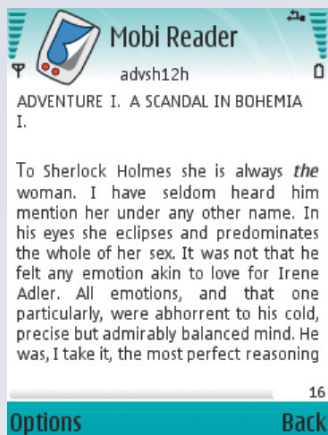 Mobi Reader
advsh12h
ADVENTURE I. A SCANDAL IN BOHEMIA
I.
To Sherlock Holmes she is always the
woman. I have seldom heard him
mention her under any other name. In
his eyes she eclipses and predominates
the whole of her sex. It was not that he
felt any emotion akin to love for Irene
Adler. All emotions, and that one
particularly, were abhorrent to his cold,
precise but admirably balanced mind. He
was, I take it, the most perfect reasoning
16
Options Back